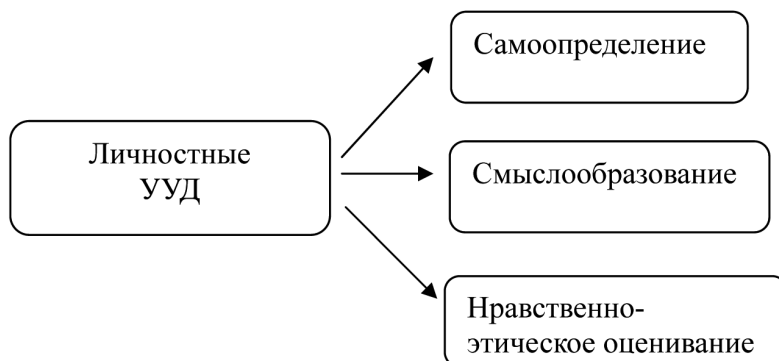 Самоопределение
Личностные
УУД
Смыслообразование
Нравственно-
этическое оценивание